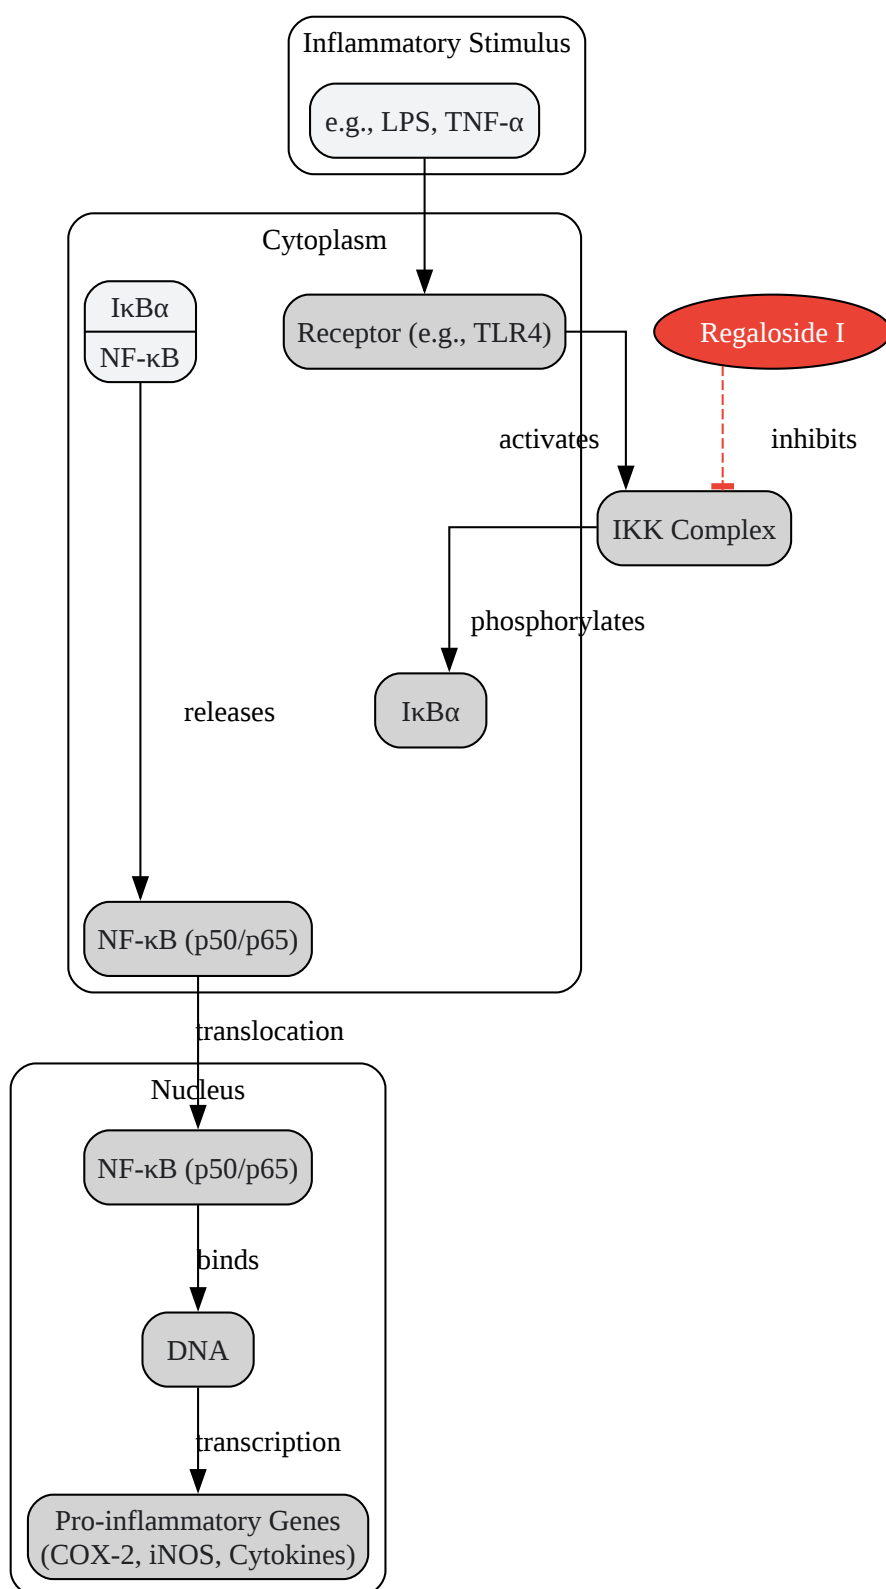 Inflammatory Stimulus
e.g., LPS, TNF-α
Cytoplasm
IκBα
NF-κB
Receptor (e.g., TLR4)
Regaloside I
activates
inhibits
IKK Complex
phosphorylates
releases
IκBα
NF-κB (p50/p65)
translocation
Nucleus
NF-κB (p50/p65)
binds
DNA
transcription
Pro-inflammatory Genes
(COX-2, iNOS, Cytokines)